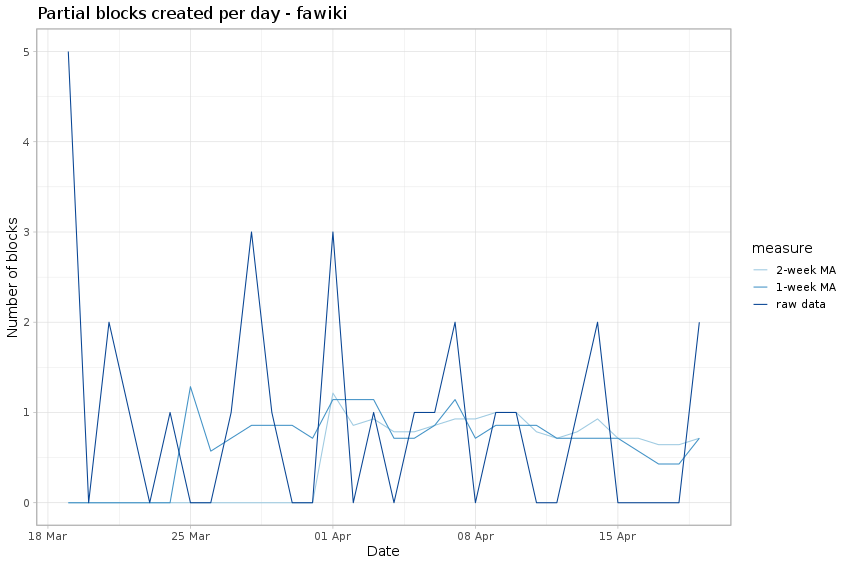 Partial blocks created per day - fawiki
5
4
3
2
1
0
Number of blocks
18 Mar
25 Mar
01 Apr
08 Apr
15 Apr
Date
measure
2-week MA
1-week MA
raw data